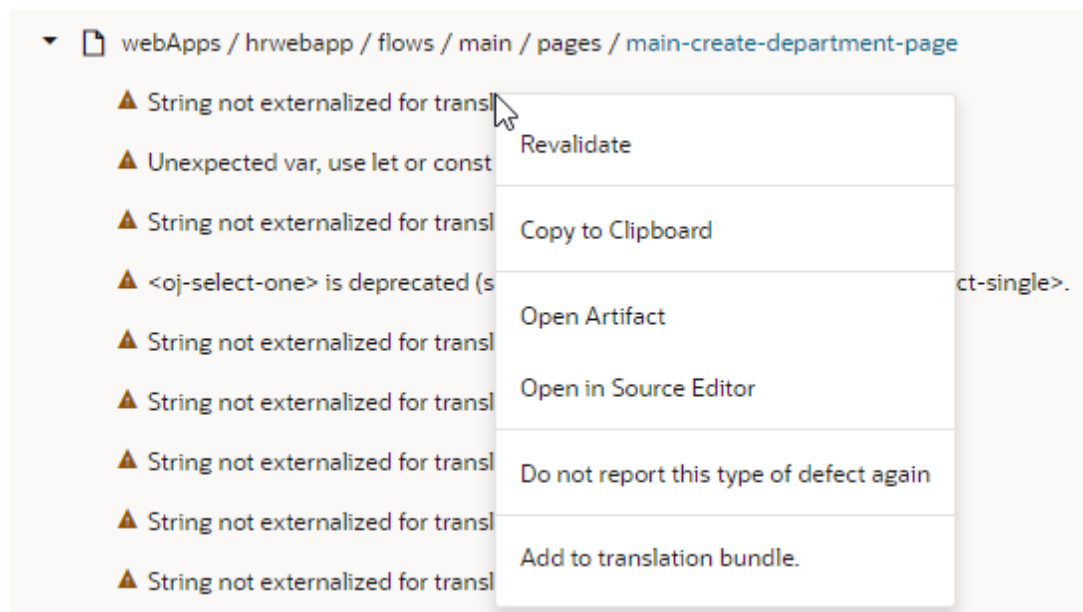 webApps / hrwebapp / flows / main / pages / main-create-department-page
String not externalized for transl
Unexpected var, use let or const
String not externalized for transl
<oj-select-one> is deprecated (s
ct-single>.
String not externalized for transl
String not externalized for transl
String not externalized for transl
String not externalized for transl
String not externalized for transl
Revalidate
Copy to Clipboard
Open Artifact
Open in Source Editor
Do not report this type of defect again
Add to translation bundle.